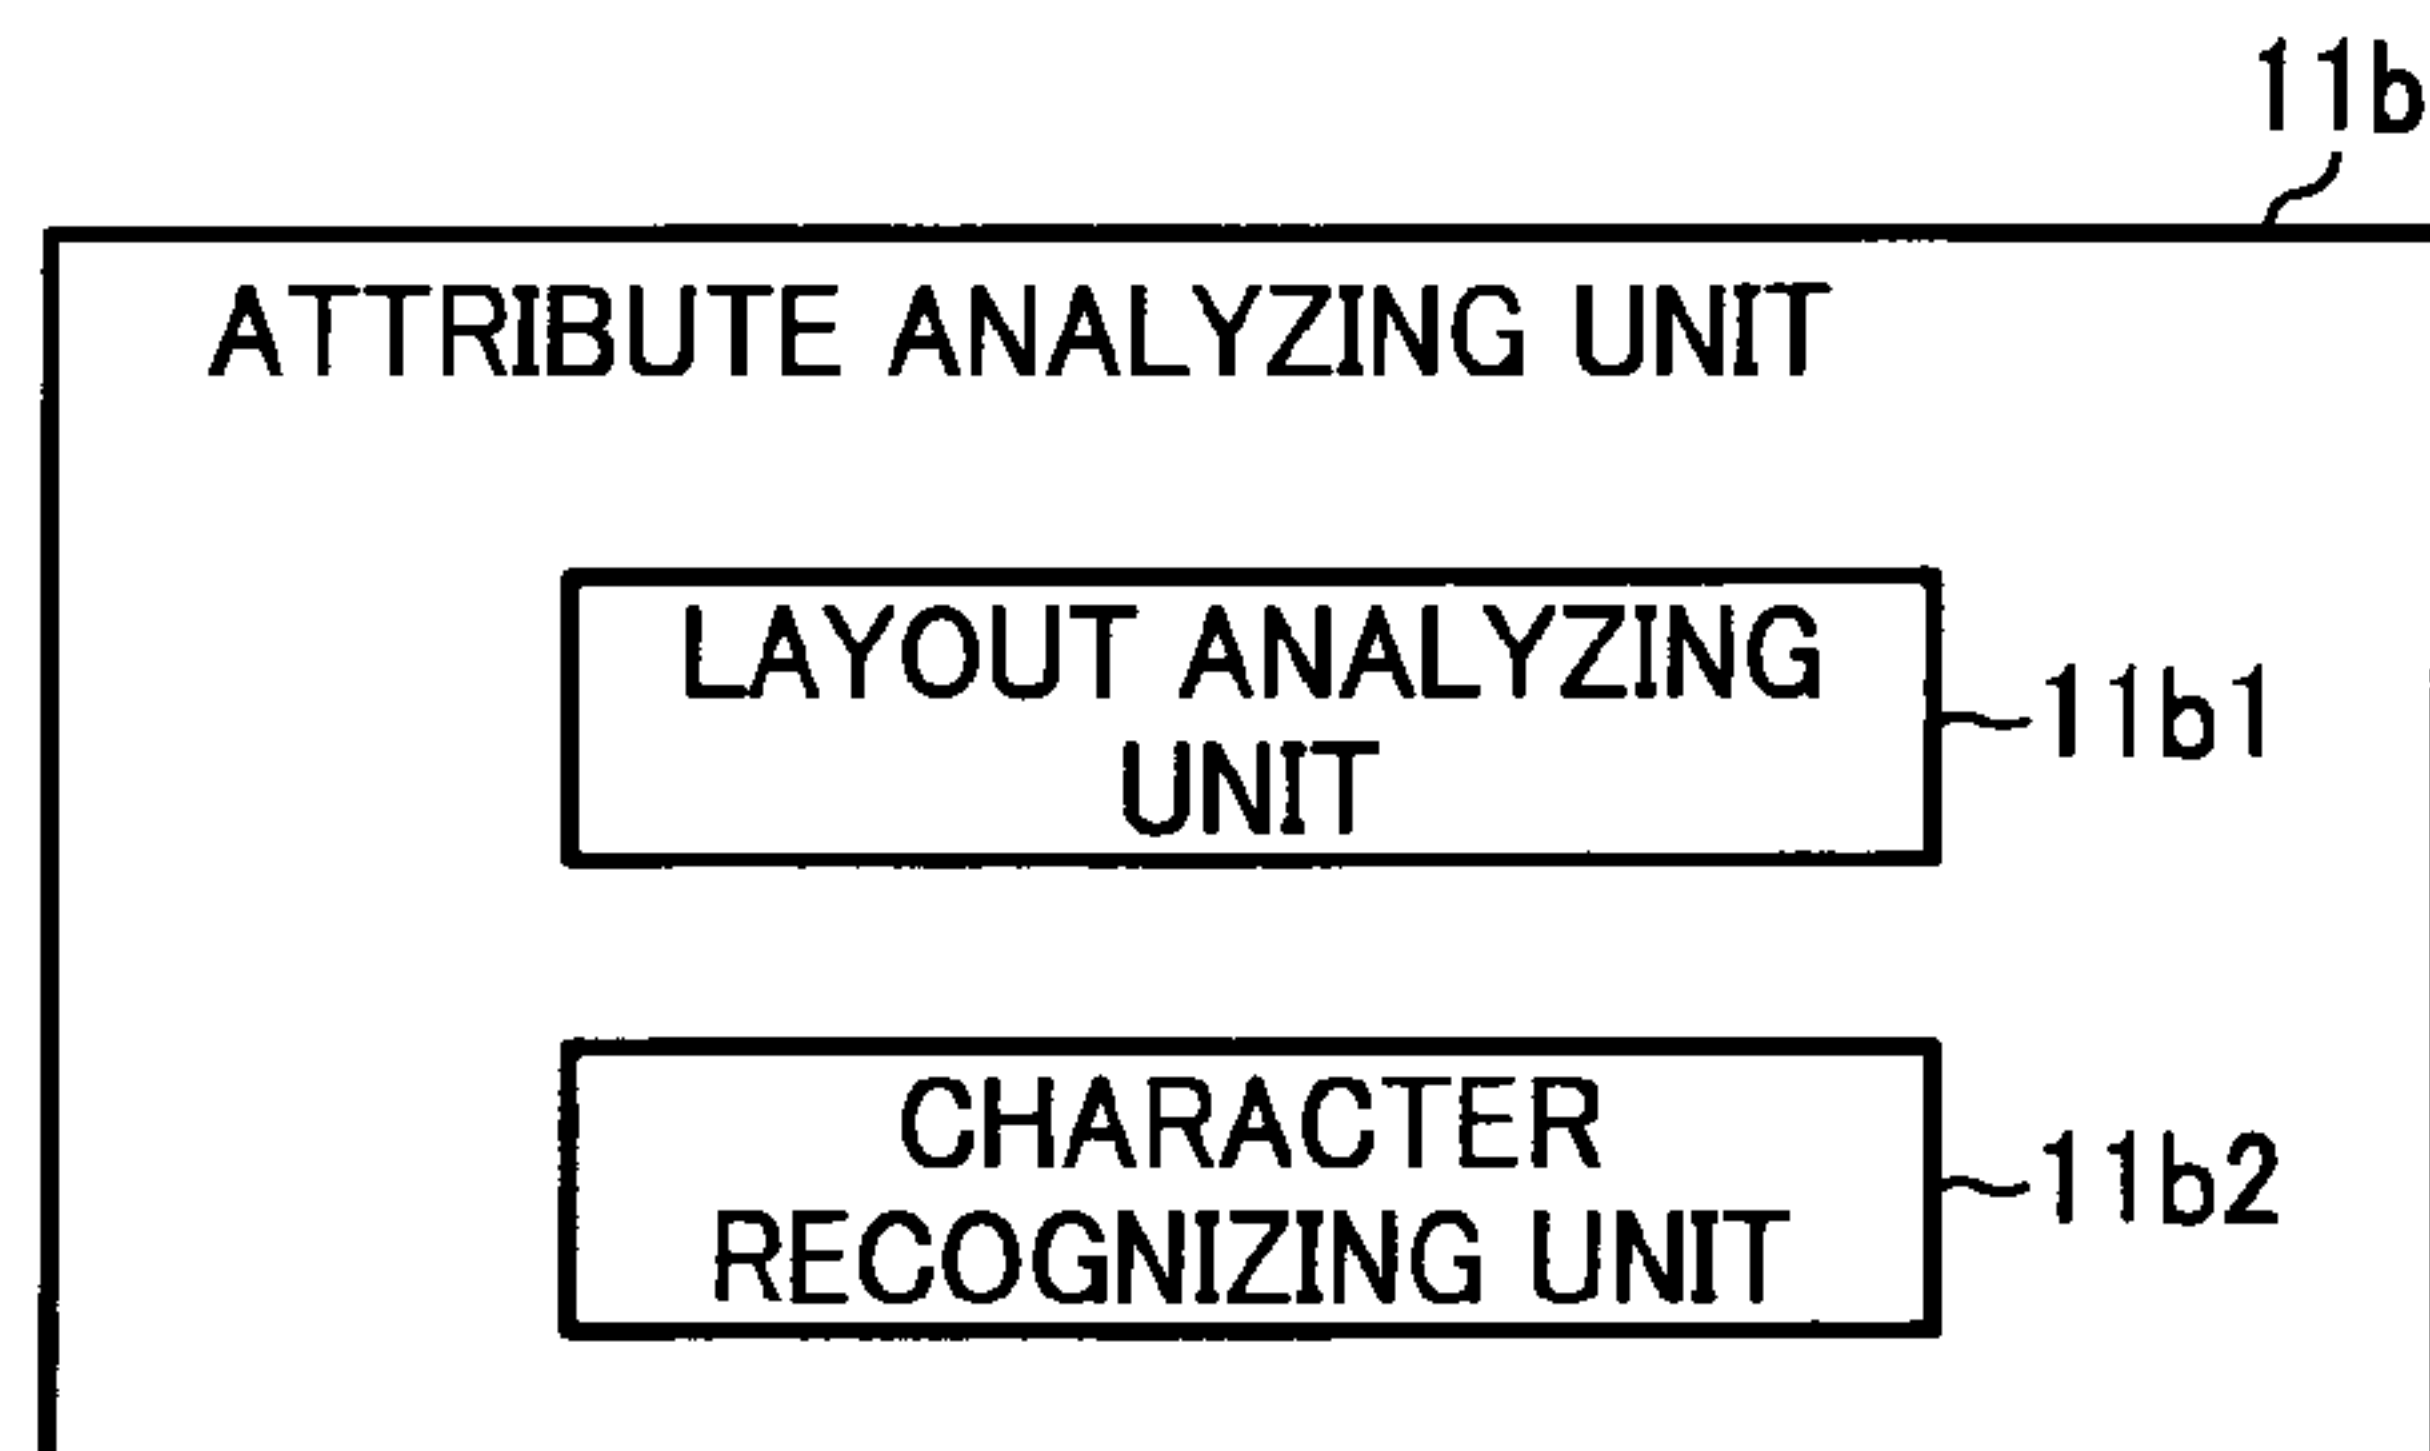 11b
ATTRIBUTE ANALYZING UNIT
LAYOUT ANALYZING
UNIT
11b1
CHARACTER
RECOGNIZING UNIT
11b2